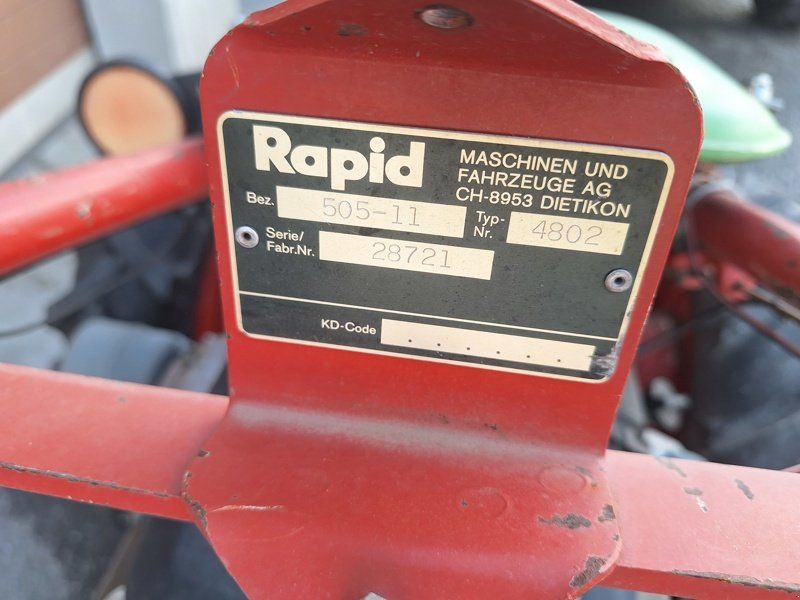 Rapid
MASCHINEN UND
FAHRZEUGE AG
CH-8953 DIETIKON
Bez. 505-11 Typ-Nr. 4802
Serie/
Fabr.Nr. 28721
KD-Code